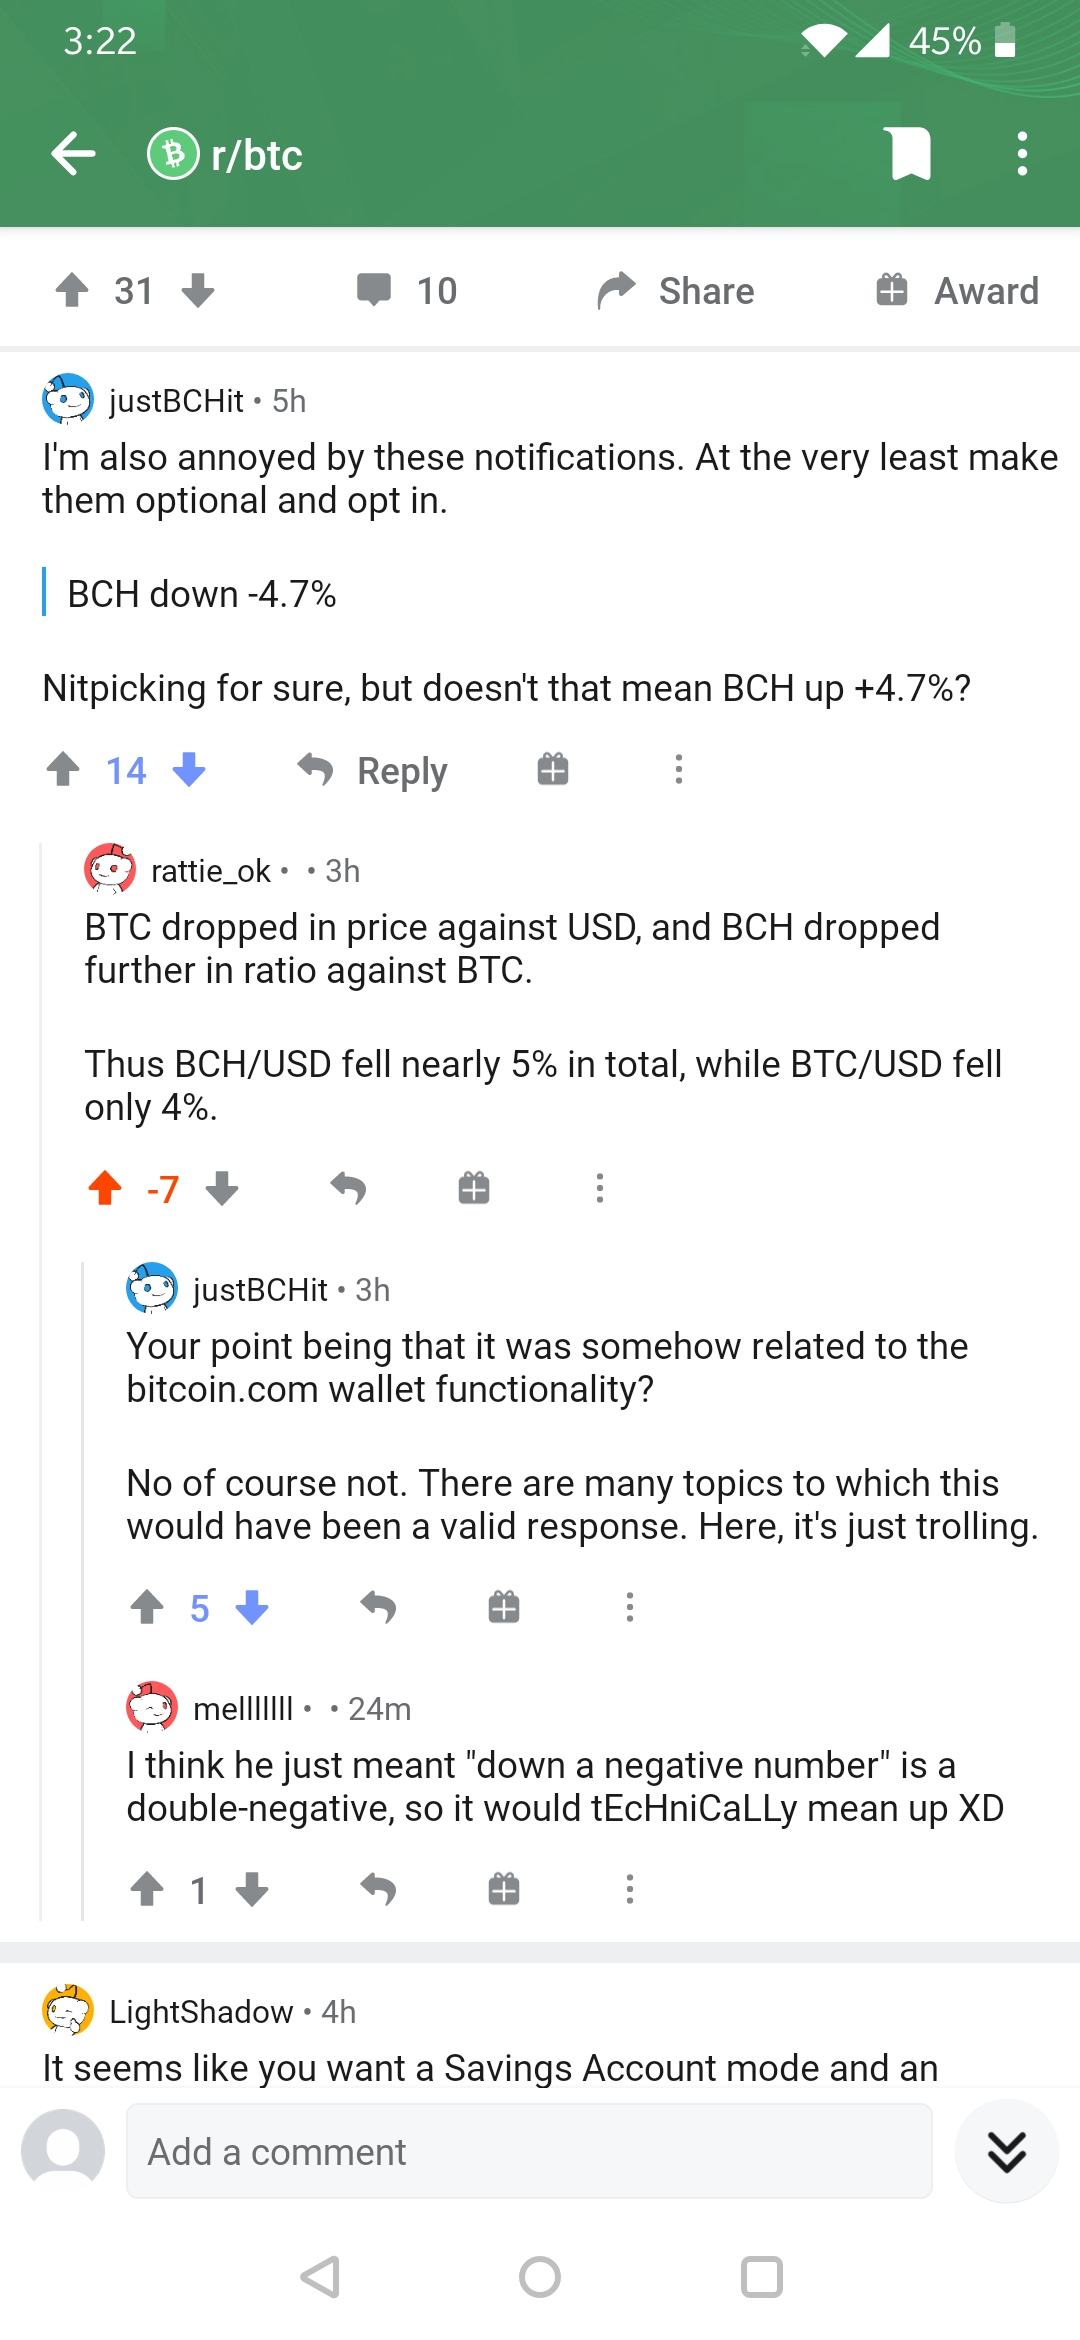 3:22
45%
r/btc
31
10
Share
Award
justBCHit • 5h
I'm also annoyed by these notifications. At the very least make
them optional and opt in.
BCH down -4.7%
Nitpicking for sure, but doesn't that mean BCH up +4.7%?
14
Reply
rattie_ok • • 3h
BTC dropped in price against USD, and BCH dropped
further in ratio against BTC.
Thus BCH/USD fell nearly 5% in total, while BTC/USD fell
only 4%.
-7
justBCHit • 3h
Your point being that it was somehow related to the
bitcoin.com wallet functionality?
No of course not. There are many topics to which this
would have been a valid response. Here, it's just trolling.
5
melllllll • • 24m
I think he just meant "down a negative number" is a
double-negative, so it would tEcHniCaLLy mean up XD
1
LightShadow • 4h
It seems like you want a Savings Account mode and an
Add a comment